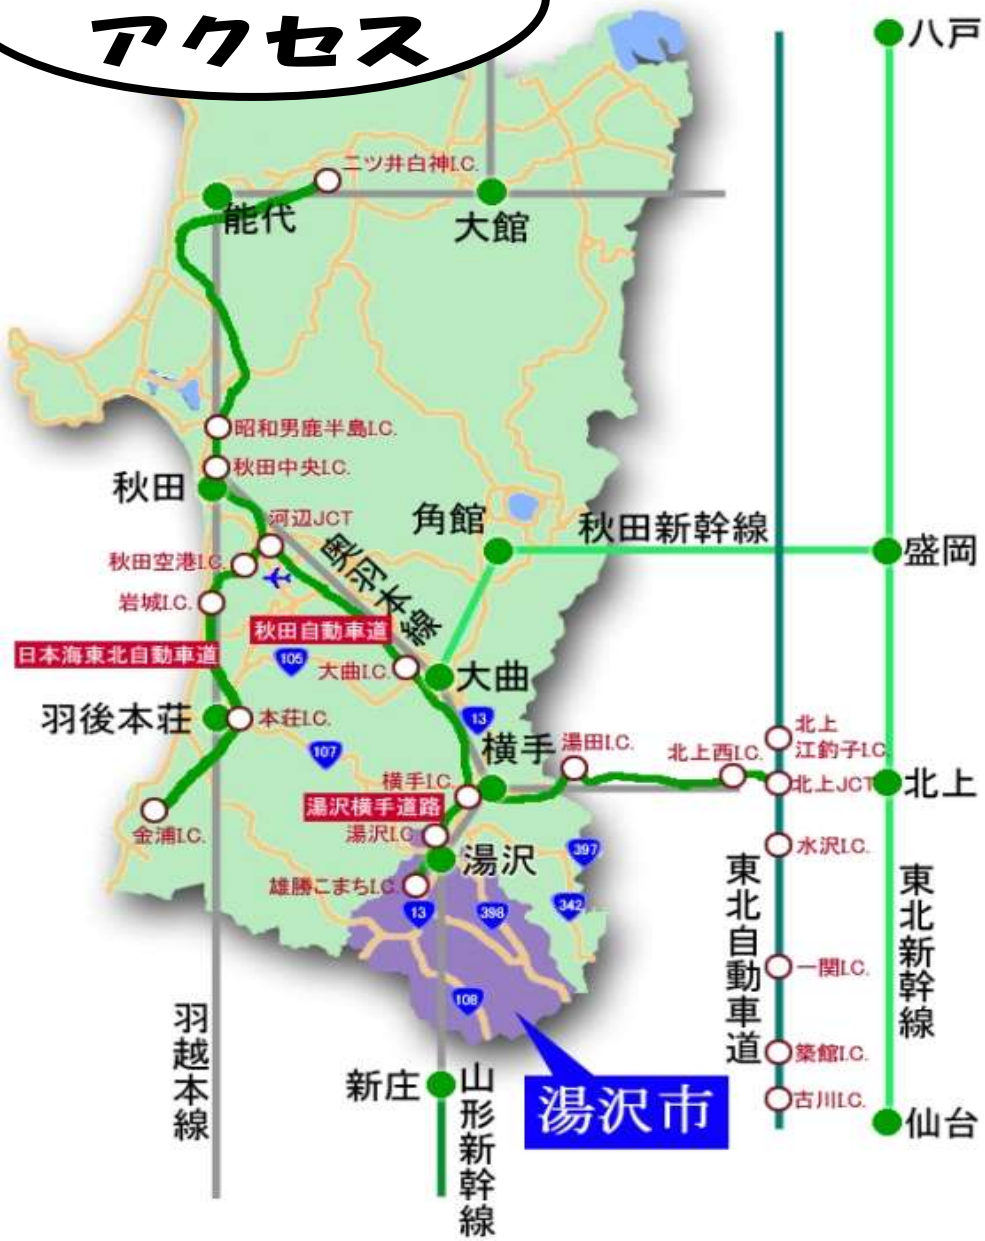 アクセス
八戸
二ツ井白神I.C.
能代
大館
昭和男鹿半島I.C.
秋田中央I.C.
秋田
河辺JCT
角館
秋田新幹線
盛岡
秋田空港I.C.
奥羽本線
岩城I.C.
秋田自動車道
日本海東北自動車道
105
大曲I.C.
大曲
羽後本荘
本荘I.C.
13
107
横手
湯田I.C.
北上西I.C.
北上
江釣子I.C.
横手I.C.
北上JCT
北上
湯沢横手道路
金浦I.C.
湯沢I.C.
湯沢
397
水沢I.C.
雄勝こまちI.C.
13
398
342
東北自動車道
東北新幹線
一関I.C.
108
羽越本線
築館I.C.
新庄
山形新幹線
湯沢市
古川I.C.
仙台